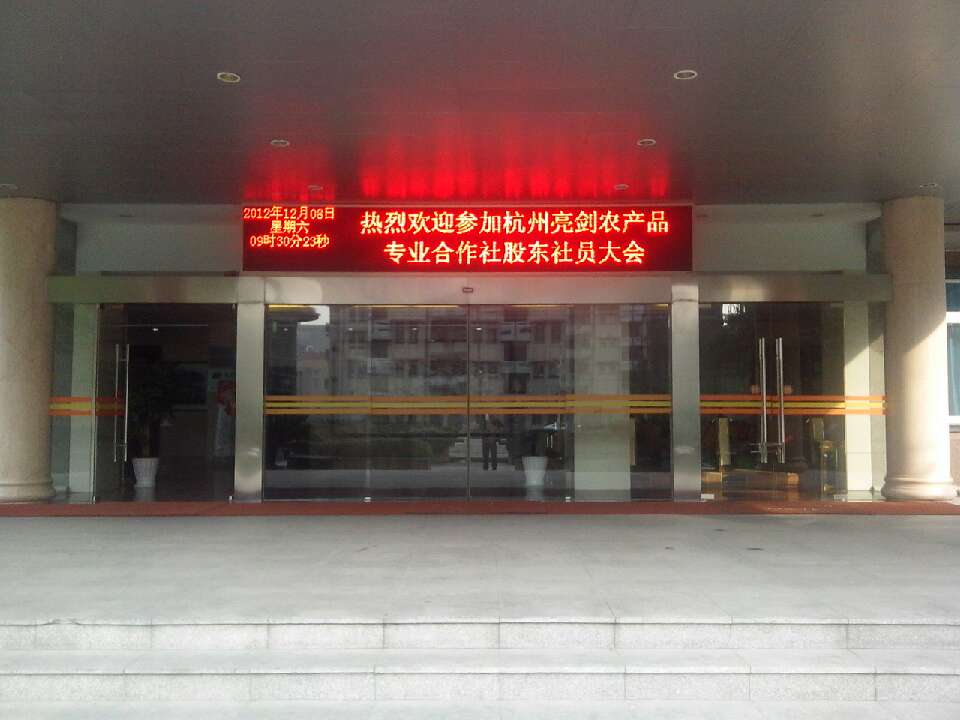 2012年12月08日
星期六
09时30分23秒
热烈欢迎参加杭州亮剑农产品
专业合作社股东社员大会